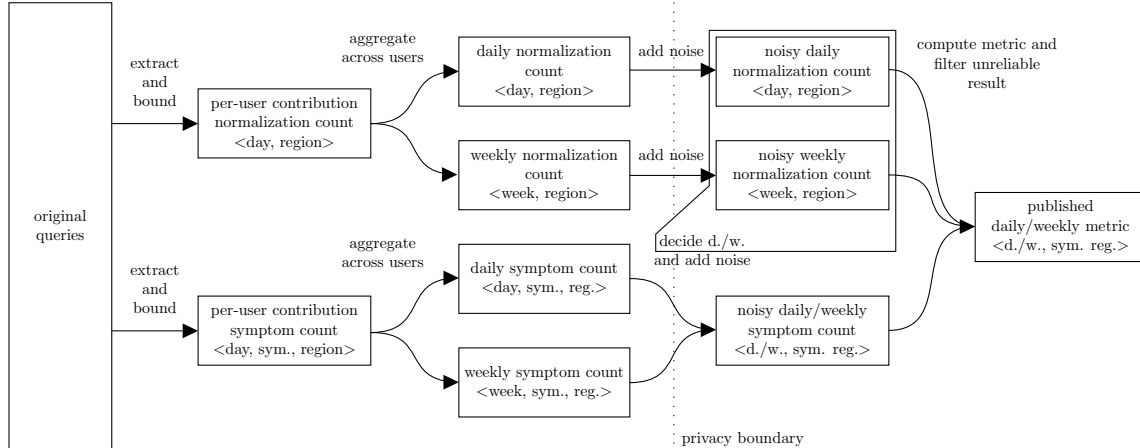 original
queries
extract
and
bound
per-user contribution
normalization count
<day, region>
aggregate
across users
daily normalization
count
<day, region>
add noise
noisy daily
normalization count
<day, region>
compute metric and
filter unreliable
result
weekly normalization
count
<week, region>
add noise
noisy weekly
normalization count
<week, region>
published
daily/weekly metric
<d./w., sym. reg.>
decide d./w.
and add noise
extract
and
bound
per-user contribution
symptom count
<day, sym., region>
aggregate
across users
daily symptom count
<day, sym., reg.>
weekly symptom count
<week, sym., reg.>
noisy daily/weekly
symptom count
<d./w., sym. reg.>
privacy boundary